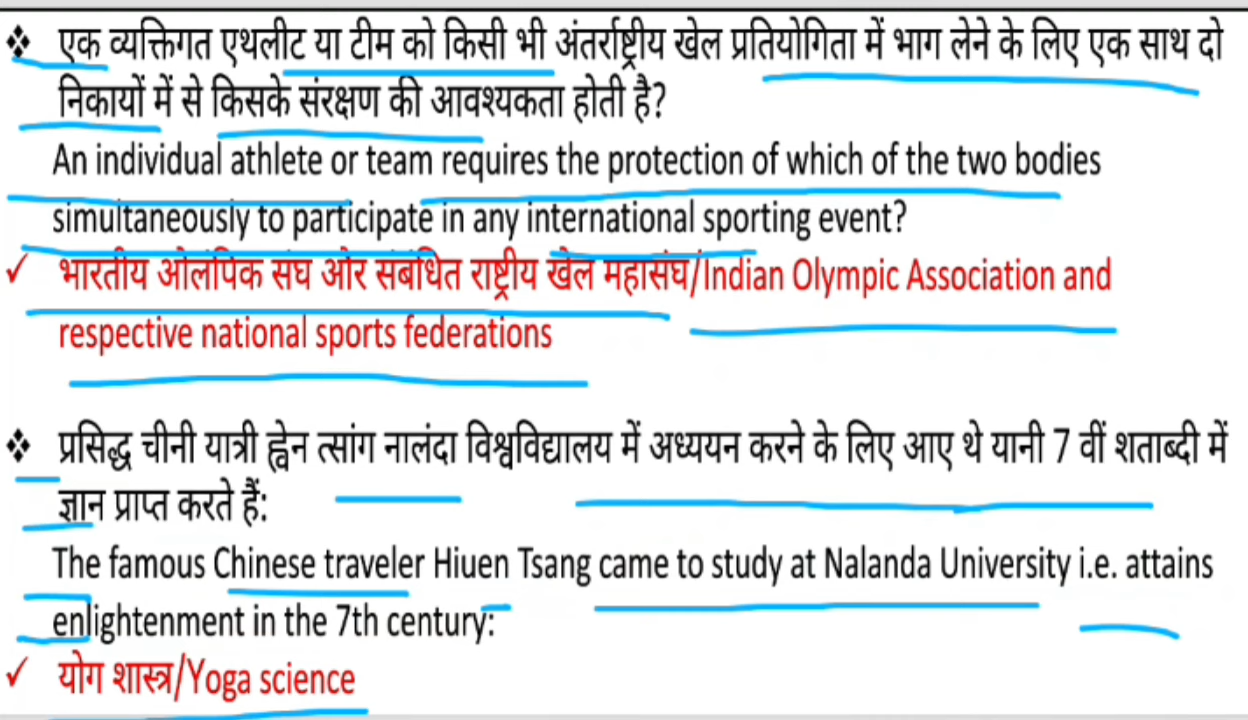 ❖ एक व्यक्तिगत एथलीट या टीम को किसी भी अंतर्राष्ट्रीय खेल प्रतियोगिता में भाग लेने के लिए एक साथ दो
निकायों में से किसके संरक्षण की आवश्यकता होती है?
An individual athlete or team requires the protection of which of the two bodies
simultaneously to participate in any international sporting event?
✓ भारतीय ओलंपिक संघ और संबंधित राष्ट्रीय खेल महासंघ/Indian Olympic Association and
respective national sports federations
❖ प्रसिद्ध चीनी यात्री ह्वेन त्सांग नालंदा विश्वविद्यालय में अध्ययन करने के लिए आए थे यानी 7 वीं शताब्दी में
ज्ञान प्राप्त करते हैं:
The famous Chinese traveler Hiuen Tsang came to study at Nalanda University i.e. attains
enlightenment in the 7th century:
✓ योग शास्त्र/Yoga science